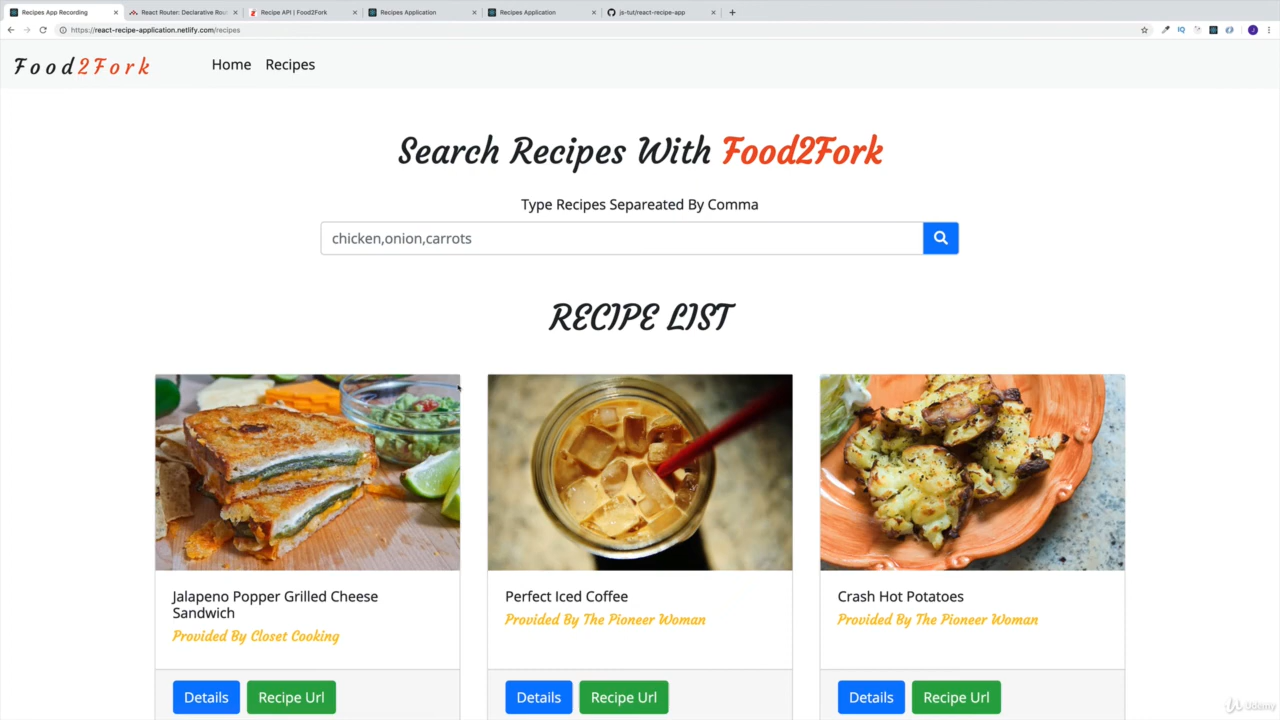 Recipes App Recording
React Router: Declarative Rou
Recipe API | Food2Fork
Recipes Application
Recipes Application
js-tut/react-recipe-app
https://react-recipe-application.netlify.com/recipes
Food2Fork
Home
Recipes
Search Recipes With Food2Fork
Type Recipes Separeated By Comma
chicken,onion,carrots
RECIPE LIST
Jalapeno Popper Grilled Cheese
Sandwich
Provided By Closet Cooking
Details
Recipe Url
Perfect Iced Coffee
Provided By The Pioneer Woman
Details
Recipe Url
Crash Hot Potatoes
Provided By The Pioneer Woman
Details
Recipe Url
Udemy